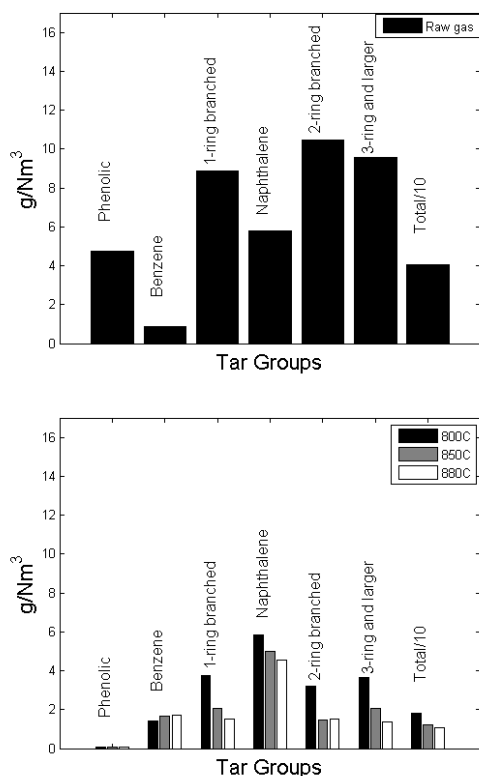 Raw gas
16
14
12
10
8
6
4
2
0
g/Nm3
Phenolic
Benzene
1-ring branched
Naphthalene
2-ring branched
3-ring and larger
Total/10
Tar Groups
800C
850C
880C
16
14
12
10
8
6
4
2
0
g/Nm3
Phenolic
Benzene
1-ring branched
Naphthalene
2-ring branched
3-ring and larger
Total/10
Tar Groups